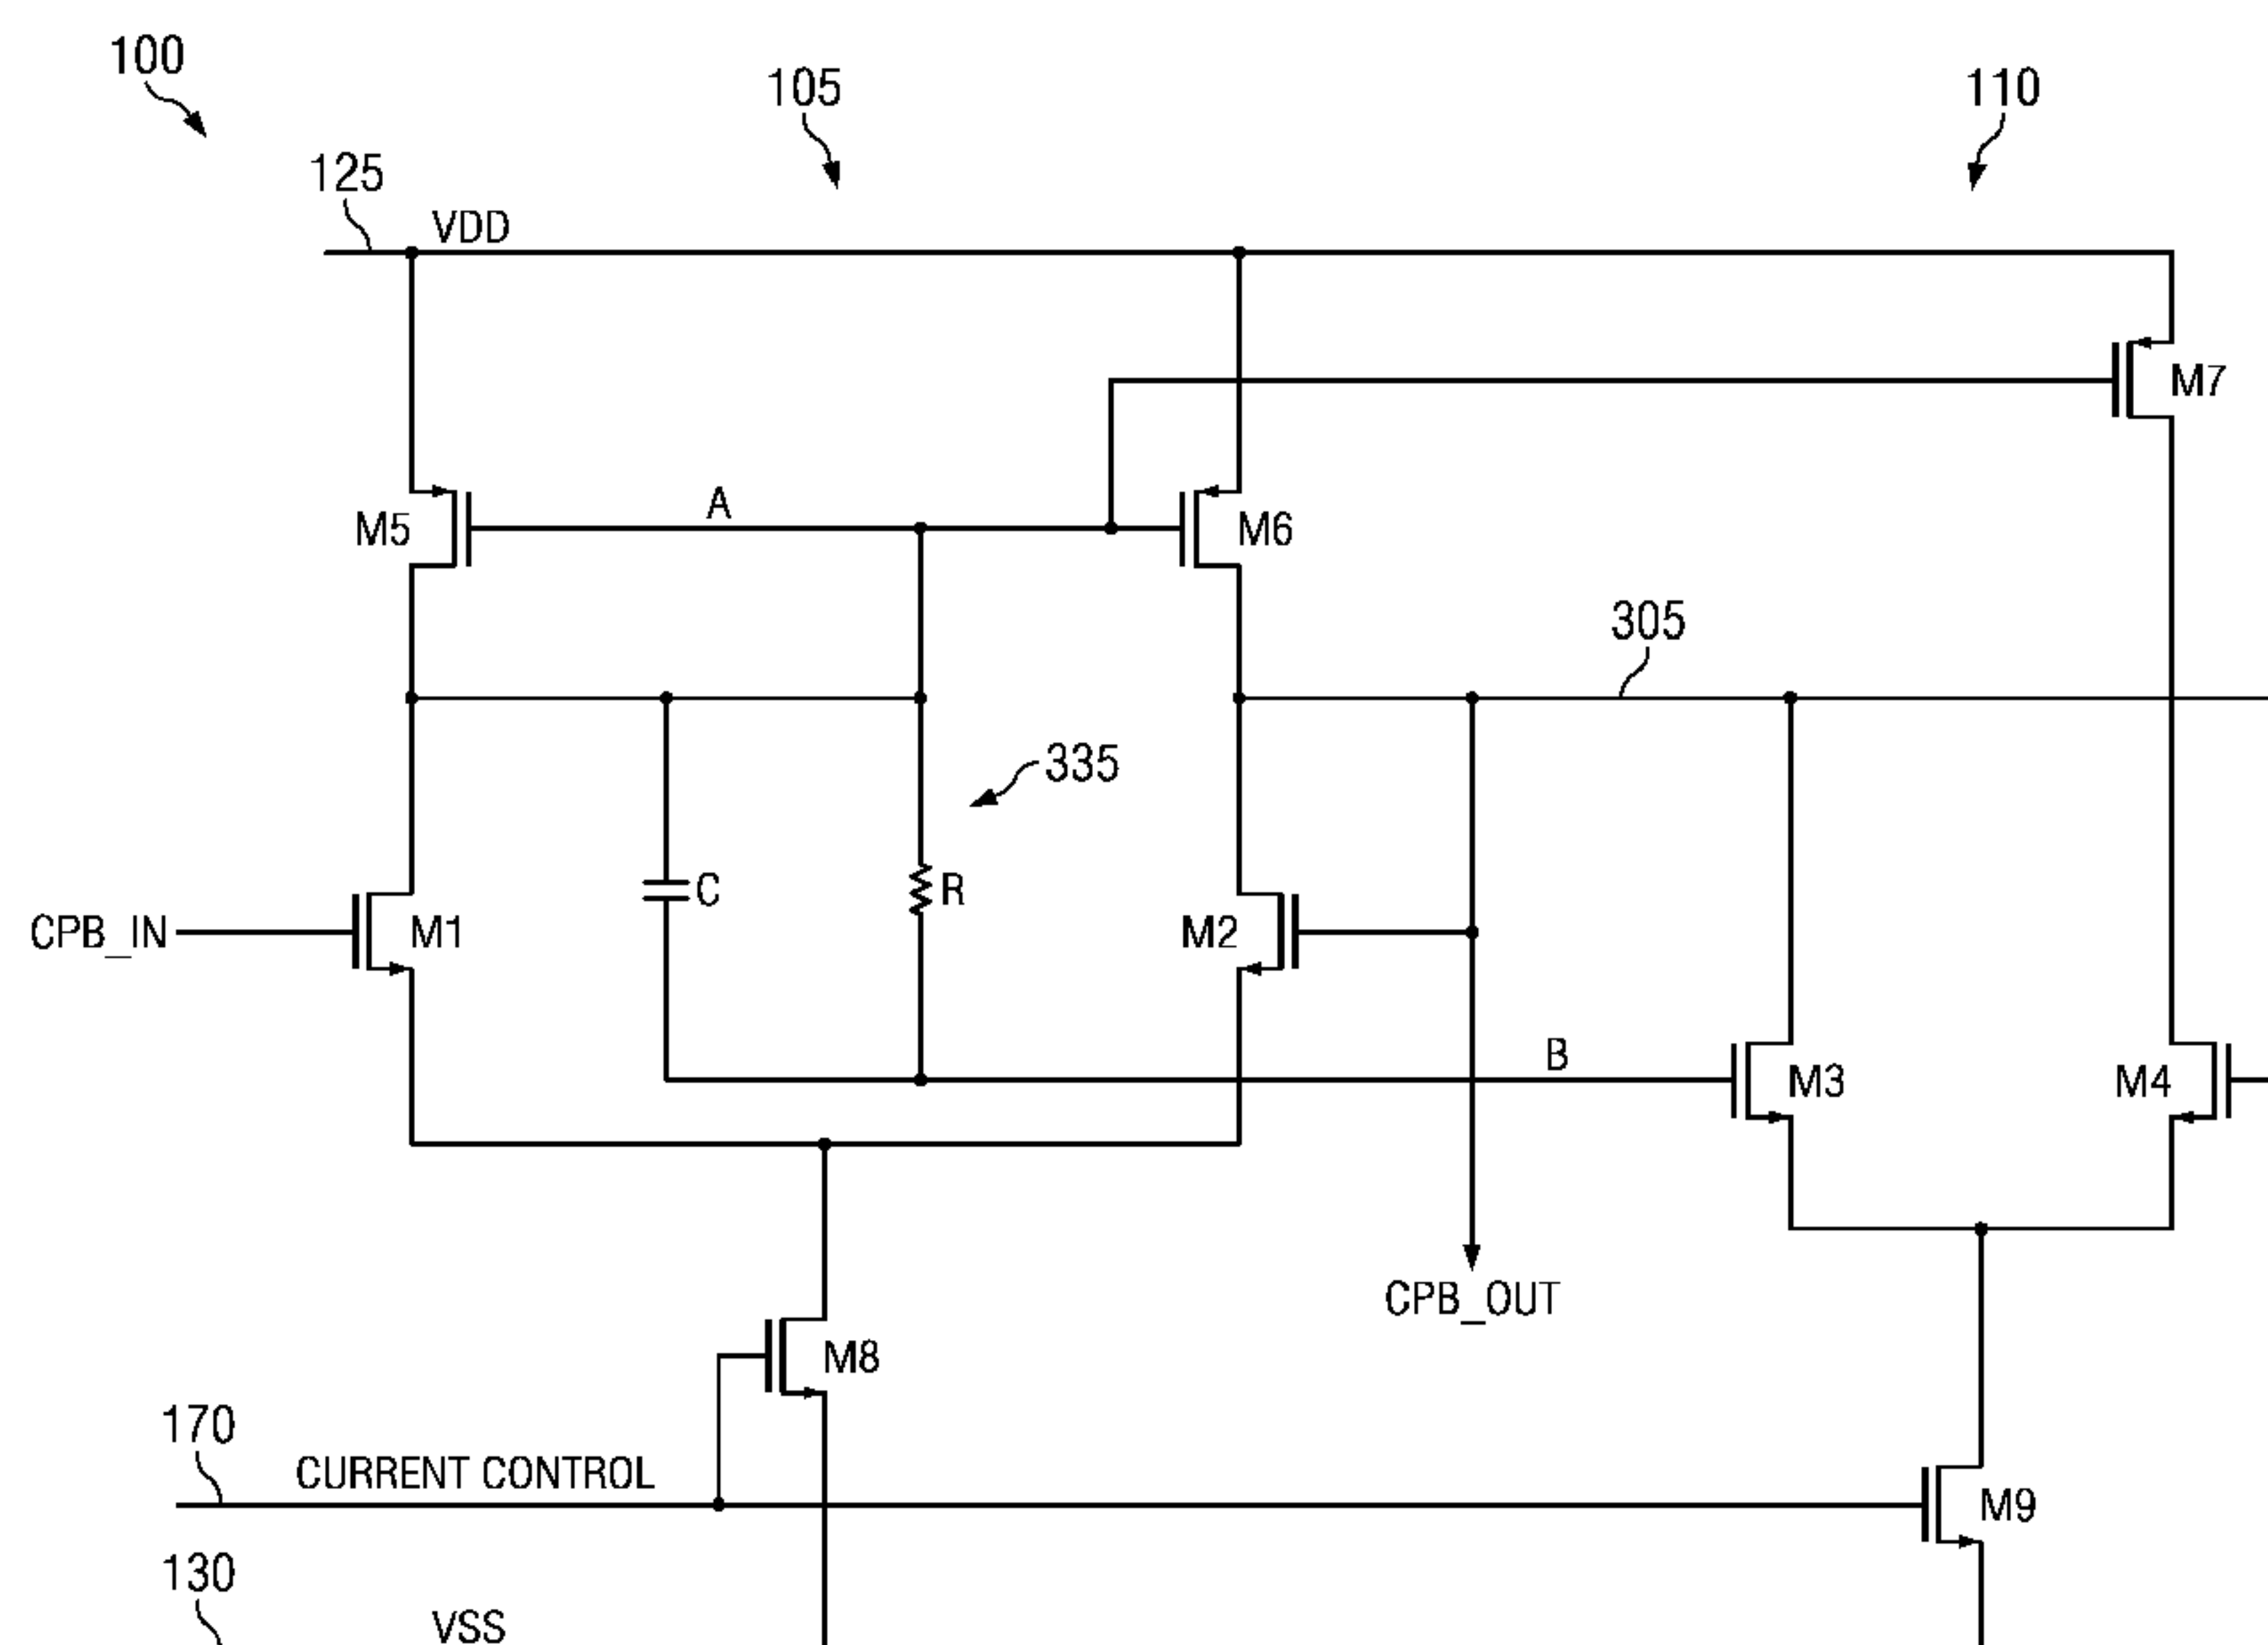 100
105
110
125
VDD
M7
A
M5
M6
305
335
C
R
CPB_IN
M1
M2
B
M3
M4
CPB_OUT
M8
170
CURRENT CONTROL
M9
130
VSS